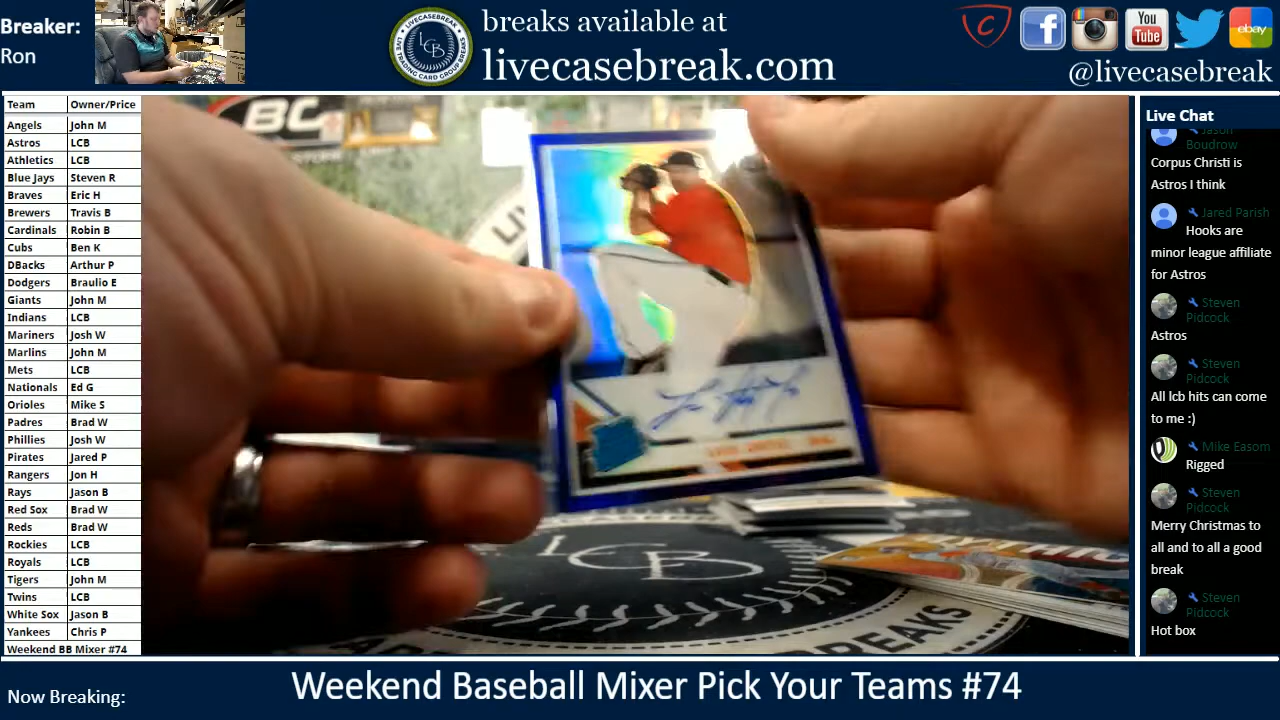 Breaker:
Ron
breaks available at
livecasebreak.com
You
Tube
ebay
@livecasebreak
Team Owner/Price
Angels John M
Astros LCB
Athletics LCB
Blue Jays Steven R
Braves Eric H
Brewers Travis B
Cardinals Robin B
Cubs Ben K
DBacks Arthur P
Dodgers Braulio E
Giants John M
Indians LCB
Mariners Josh W
Marlins John M
Mets LCB
Nationals Ed G
Orioles Mike S
Padres Brad W
Phillies Josh W
Pirates Jared P
Rangers Jon H
Rays Jason B
Red Sox Brad W
Reds Brad W
Rockies LCB
Royals LCB
Tigers John M
Twins LCB
White Sox Jason B
Yankees Chris P
Weekend BB Mixer #74
LCB
BREAKS
Live Chat
Jason
Boudrow
Corpus Christi is
Astros I think
Jared Parish
Hooks are
minor league affiliate
for Astros
Steven
Pidcock
Astros
Steven
Pidcock
All lcb hits can come
to me :)
Mike Easom
Rigged
Steven
Pidcock
Merry Christmas to
all and to all a good
break
Steven
Pidcock
Hot box
Now Breaking:
Weekend Baseball Mixer Pick Your Teams #74